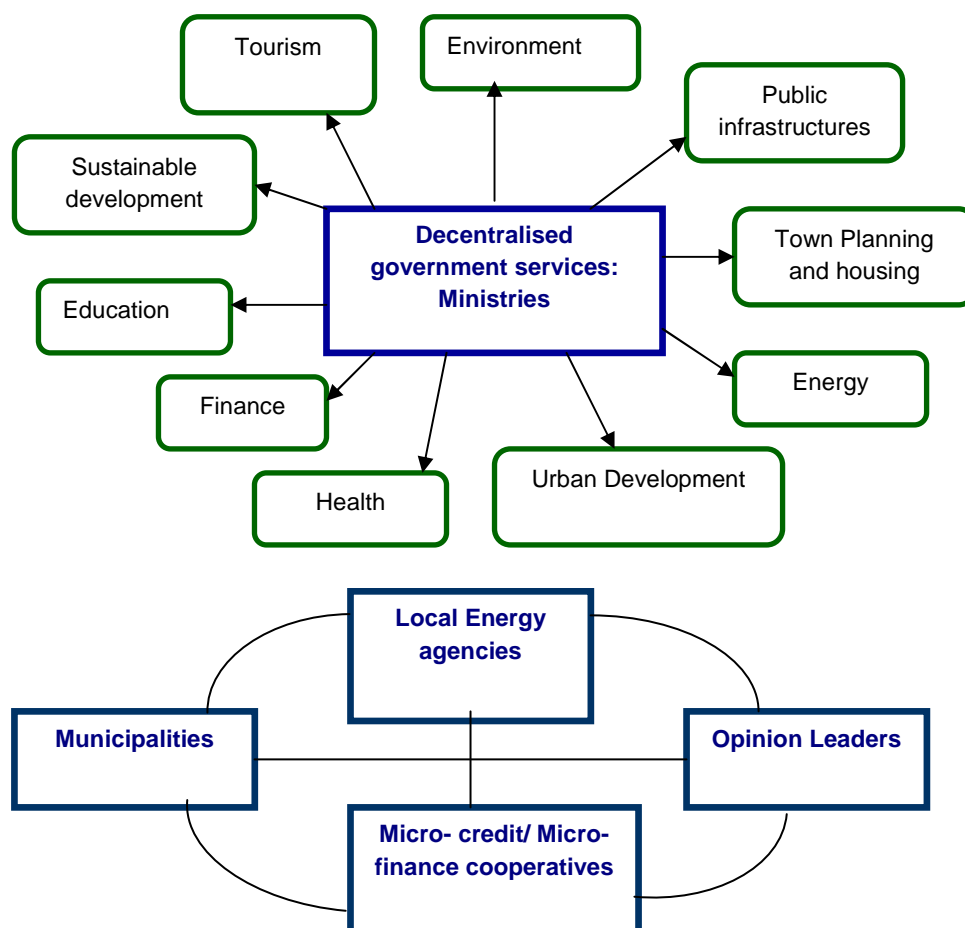 Tourism
Environment
Public
infrastructures
Sustainable
development
Decentralised
government services:
Ministries
Town Planning
and housing
Education
Energy
Finance
Urban Development
Health
Local Energy
agencies
Municipalities
Opinion Leaders
Micro- credit/ Micro-
finance cooperatives